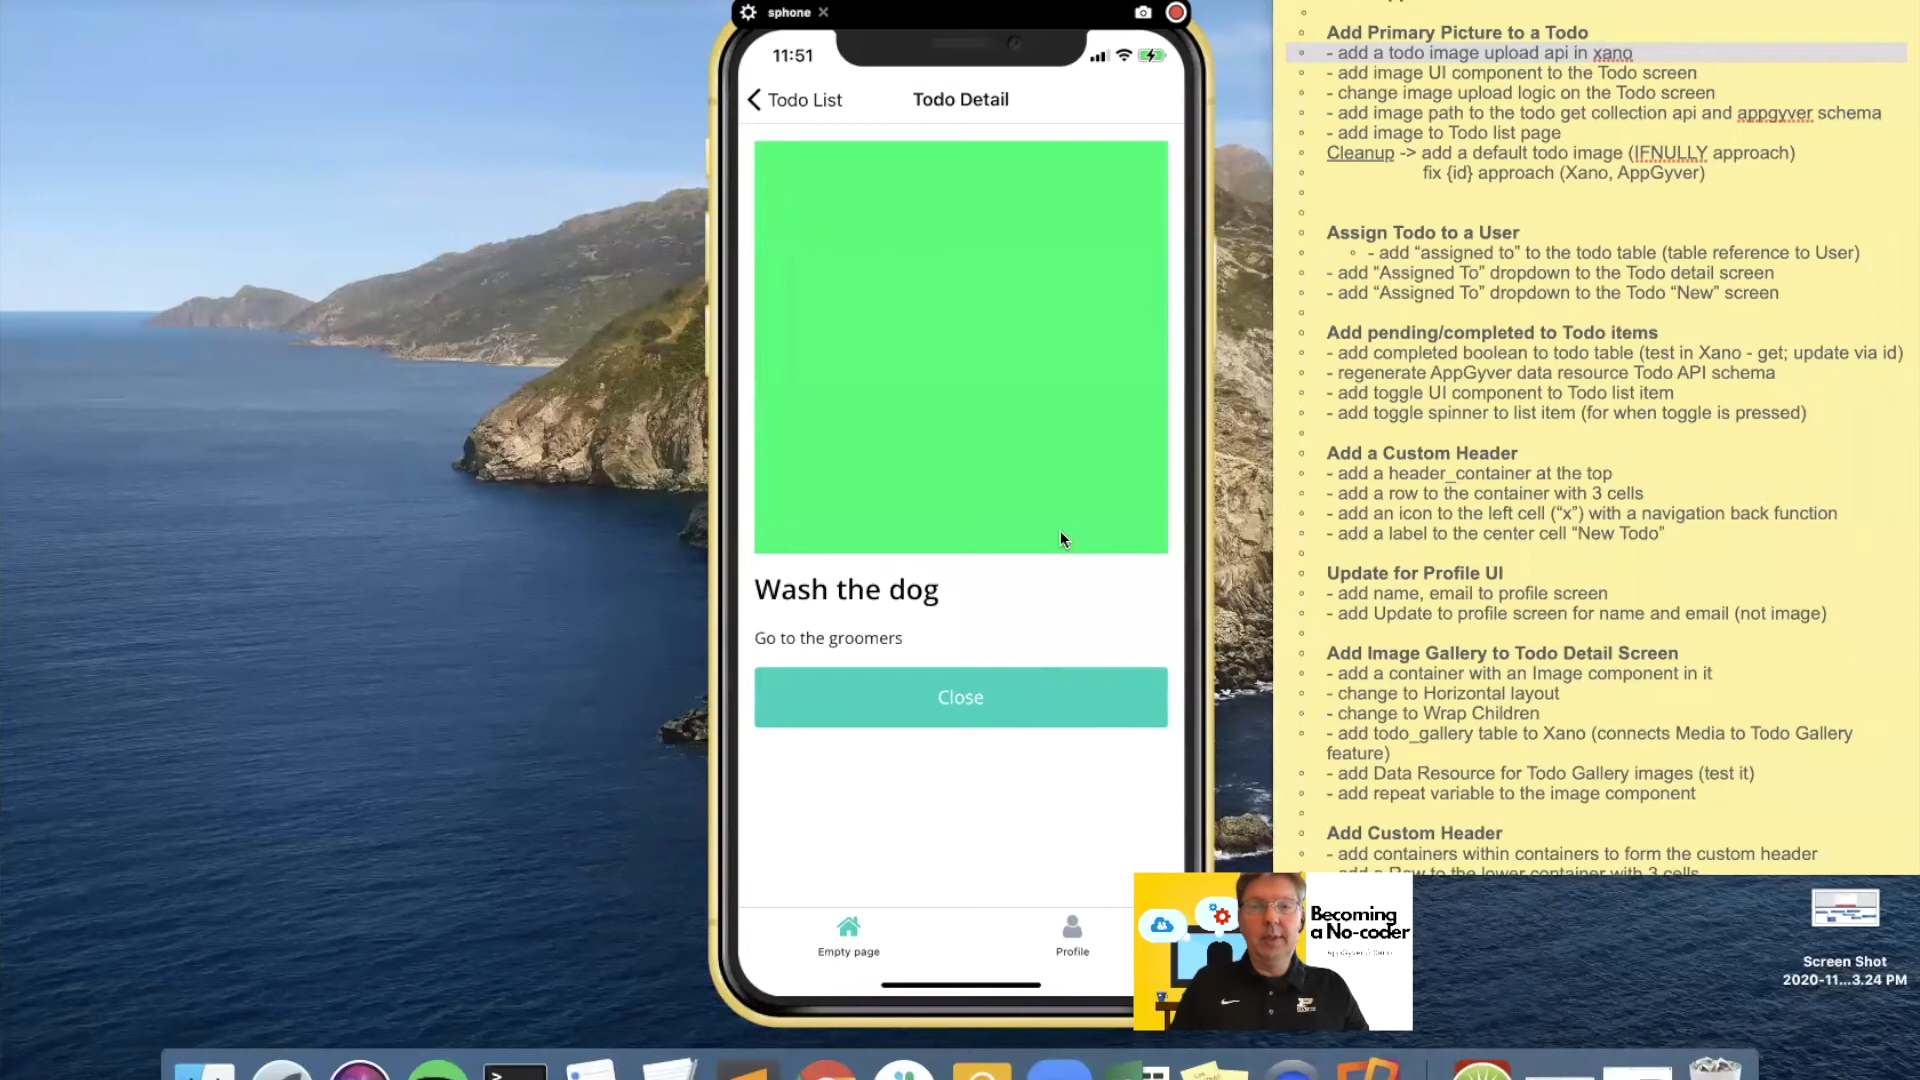 sphone
11:51
Todo List
Todo Detail
Wash the dog
Go to the groomers
Close
Empty page
Profile
Add Primary Picture to a Todo
- add a todo image upload api in xano
- add image UI component to the Todo screen
- change image upload logic on the Todo screen
- add image path to the todo get collection api and appgyver schema
- add image to Todo list page
Cleanup -> add a default todo image (IFNULLY approach)
fix {id} approach (Xano, AppGyver)
Assign Todo to a User
- add “assigned to” to the todo table (table reference to User)
- add “Assigned To” dropdown to the Todo detail screen
- add “Assigned To” dropdown to the Todo “New” screen
Add pending/completed to Todo items
- add completed boolean to todo table (test in Xano - get; update via id)
- regenerate AppGyver data resource Todo API schema
- add toggle UI component to Todo list item
- add toggle spinner to list item (for when toggle is pressed)
Add a Custom Header
- add a header_container at the top
- add a row to the container with 3 cells
- add an icon to the left cell (“x”) with a navigation back function
- add a label to the center cell “New Todo”
Update for Profile UI
- add name, email to profile screen
- add Update to profile screen for name and email (not image)
Add Image Gallery to Todo Detail Screen
- add a container with an Image component in it
- change to Horizontal layout
- change to Wrap Children
- add todo_gallery table to Xano (connects Media to Todo Gallery
feature)
- add Data Resource for Todo Gallery images (test it)
- add repeat variable to the image component
Add Custom Header
- add containers within containers to form the custom header
- add a Row to the lower container with 3 cells
Becoming
a No-coder
Screen Shot
2020-11...3.24 PM